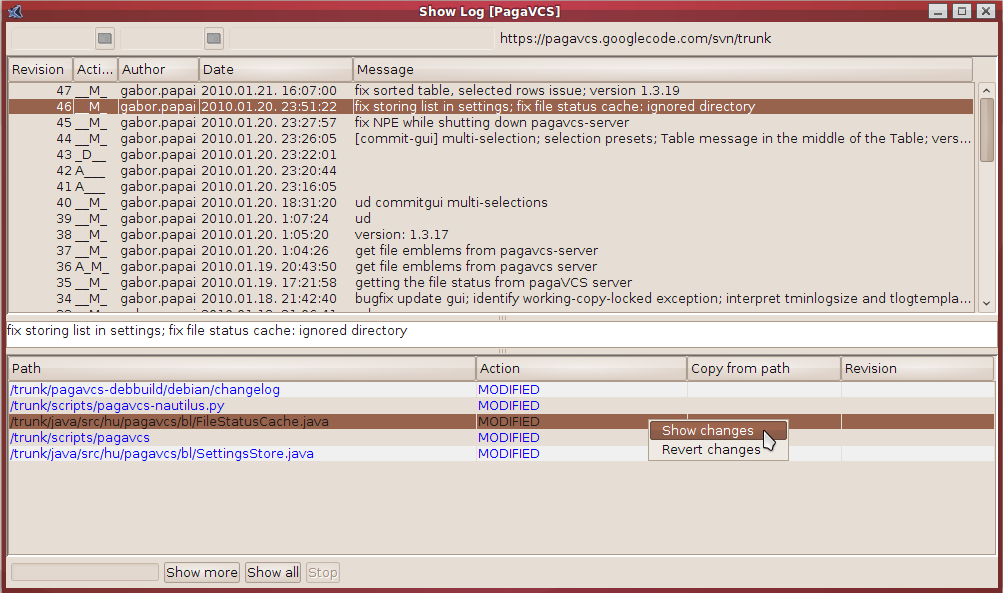 Show Log [PagaVCS]
https://pagavcs.googlecode.com/svn/trunk
Revision Acti... Author Date Message
47 __M_ gabor.papai 2010.01.21. 16:07:00 fix sorted table, selected rows issue; version 1.3.19
46 __M_ gabor.papai 2010.01.20. 23:51:22 fix storing list in settings; fix file status cache: ignored directory
45 __M_ gabor.papai 2010.01.20. 23:27:57 fix NPE while shutting down pagavcs-server
44 __M_ gabor.papai 2010.01.20. 23:26:05 [commit-gui] multi-selection; selection presets; Table message in the middle of the Table; vers...
43 _D__ gabor.papai 2010.01.20. 23:22:01
42 A___ gabor.papai 2010.01.20. 23:20:44
41 A___ gabor.papai 2010.01.20. 23:16:05
40 __M_ gabor.papai 2010.01.20. 18:31:20 ud commitgui multi-selections
39 __M_ gabor.papai 2010.01.20. 1:07:24 ud
38 __M_ gabor.papai 2010.01.20. 1:05:20 version: 1.3.17
37 __M_ gabor.papai 2010.01.20. 1:04:26 get file emblems from pagavcs-server
36 A_M_ gabor.papai 2010.01.19. 20:43:50 get file emblems from pagavcs server
35 __M_ gabor.papai 2010.01.19. 17:21:58 getting the file status from pagaVCS server
34 __M_ gabor.papai 2010.01.18. 21:42:40 bugfix update gui; identify working-copy-locked exception; interpret tminlogsize and tlogtempla...
fix storing list in settings; fix file status cache: ignored directory
Path Action Copy from path Revision
/trunk/pagavcs-debbuild/debian/changelog MODIFIED
/trunk/scripts/pagavcs-nautilus.py MODIFIED
/trunk/java/src/hu/pagavcs/bl/FileStatusCache.java MODIFIED
Show changes
/trunk/scripts/pagavcs MODIFIED
Revert changes
/trunk/java/src/hu/pagavcs/bl/SettingsStore.java MODIFIED
Show more Show all Stop